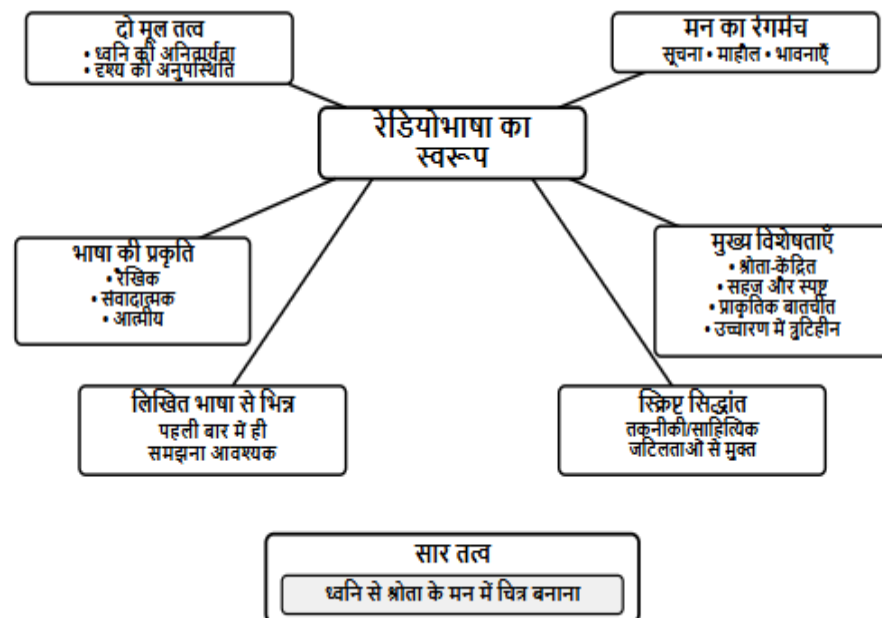 दो मूल तत्व
• ध्वनि की अनिवार्यता
• दृश्य की अनुपस्थिति
मन का रंगमंच
सूचना • माहौल • भावनाएँ
रेडियोभाषा का
स्वरूप
भाषा की प्रकृति
• रैखिक
• संवादात्मक
• आत्मीय
मुख्य विशेषताएँ
• श्रोता-केंद्रित
• सहज और स्पष्ट
• प्राकृतिक बातचीत
• उच्चारण में त्रुटिहीन
लिखित भाषा से भिन्न
पहली बार में ही
समझना आवश्यक
स्क्रिप्ट सिद्धांत
तकनीकी/साहित्यिक
जटिलताओं से मुक्त
सार तत्व
ध्वनि से श्रोता के मन में चित्र बनाना